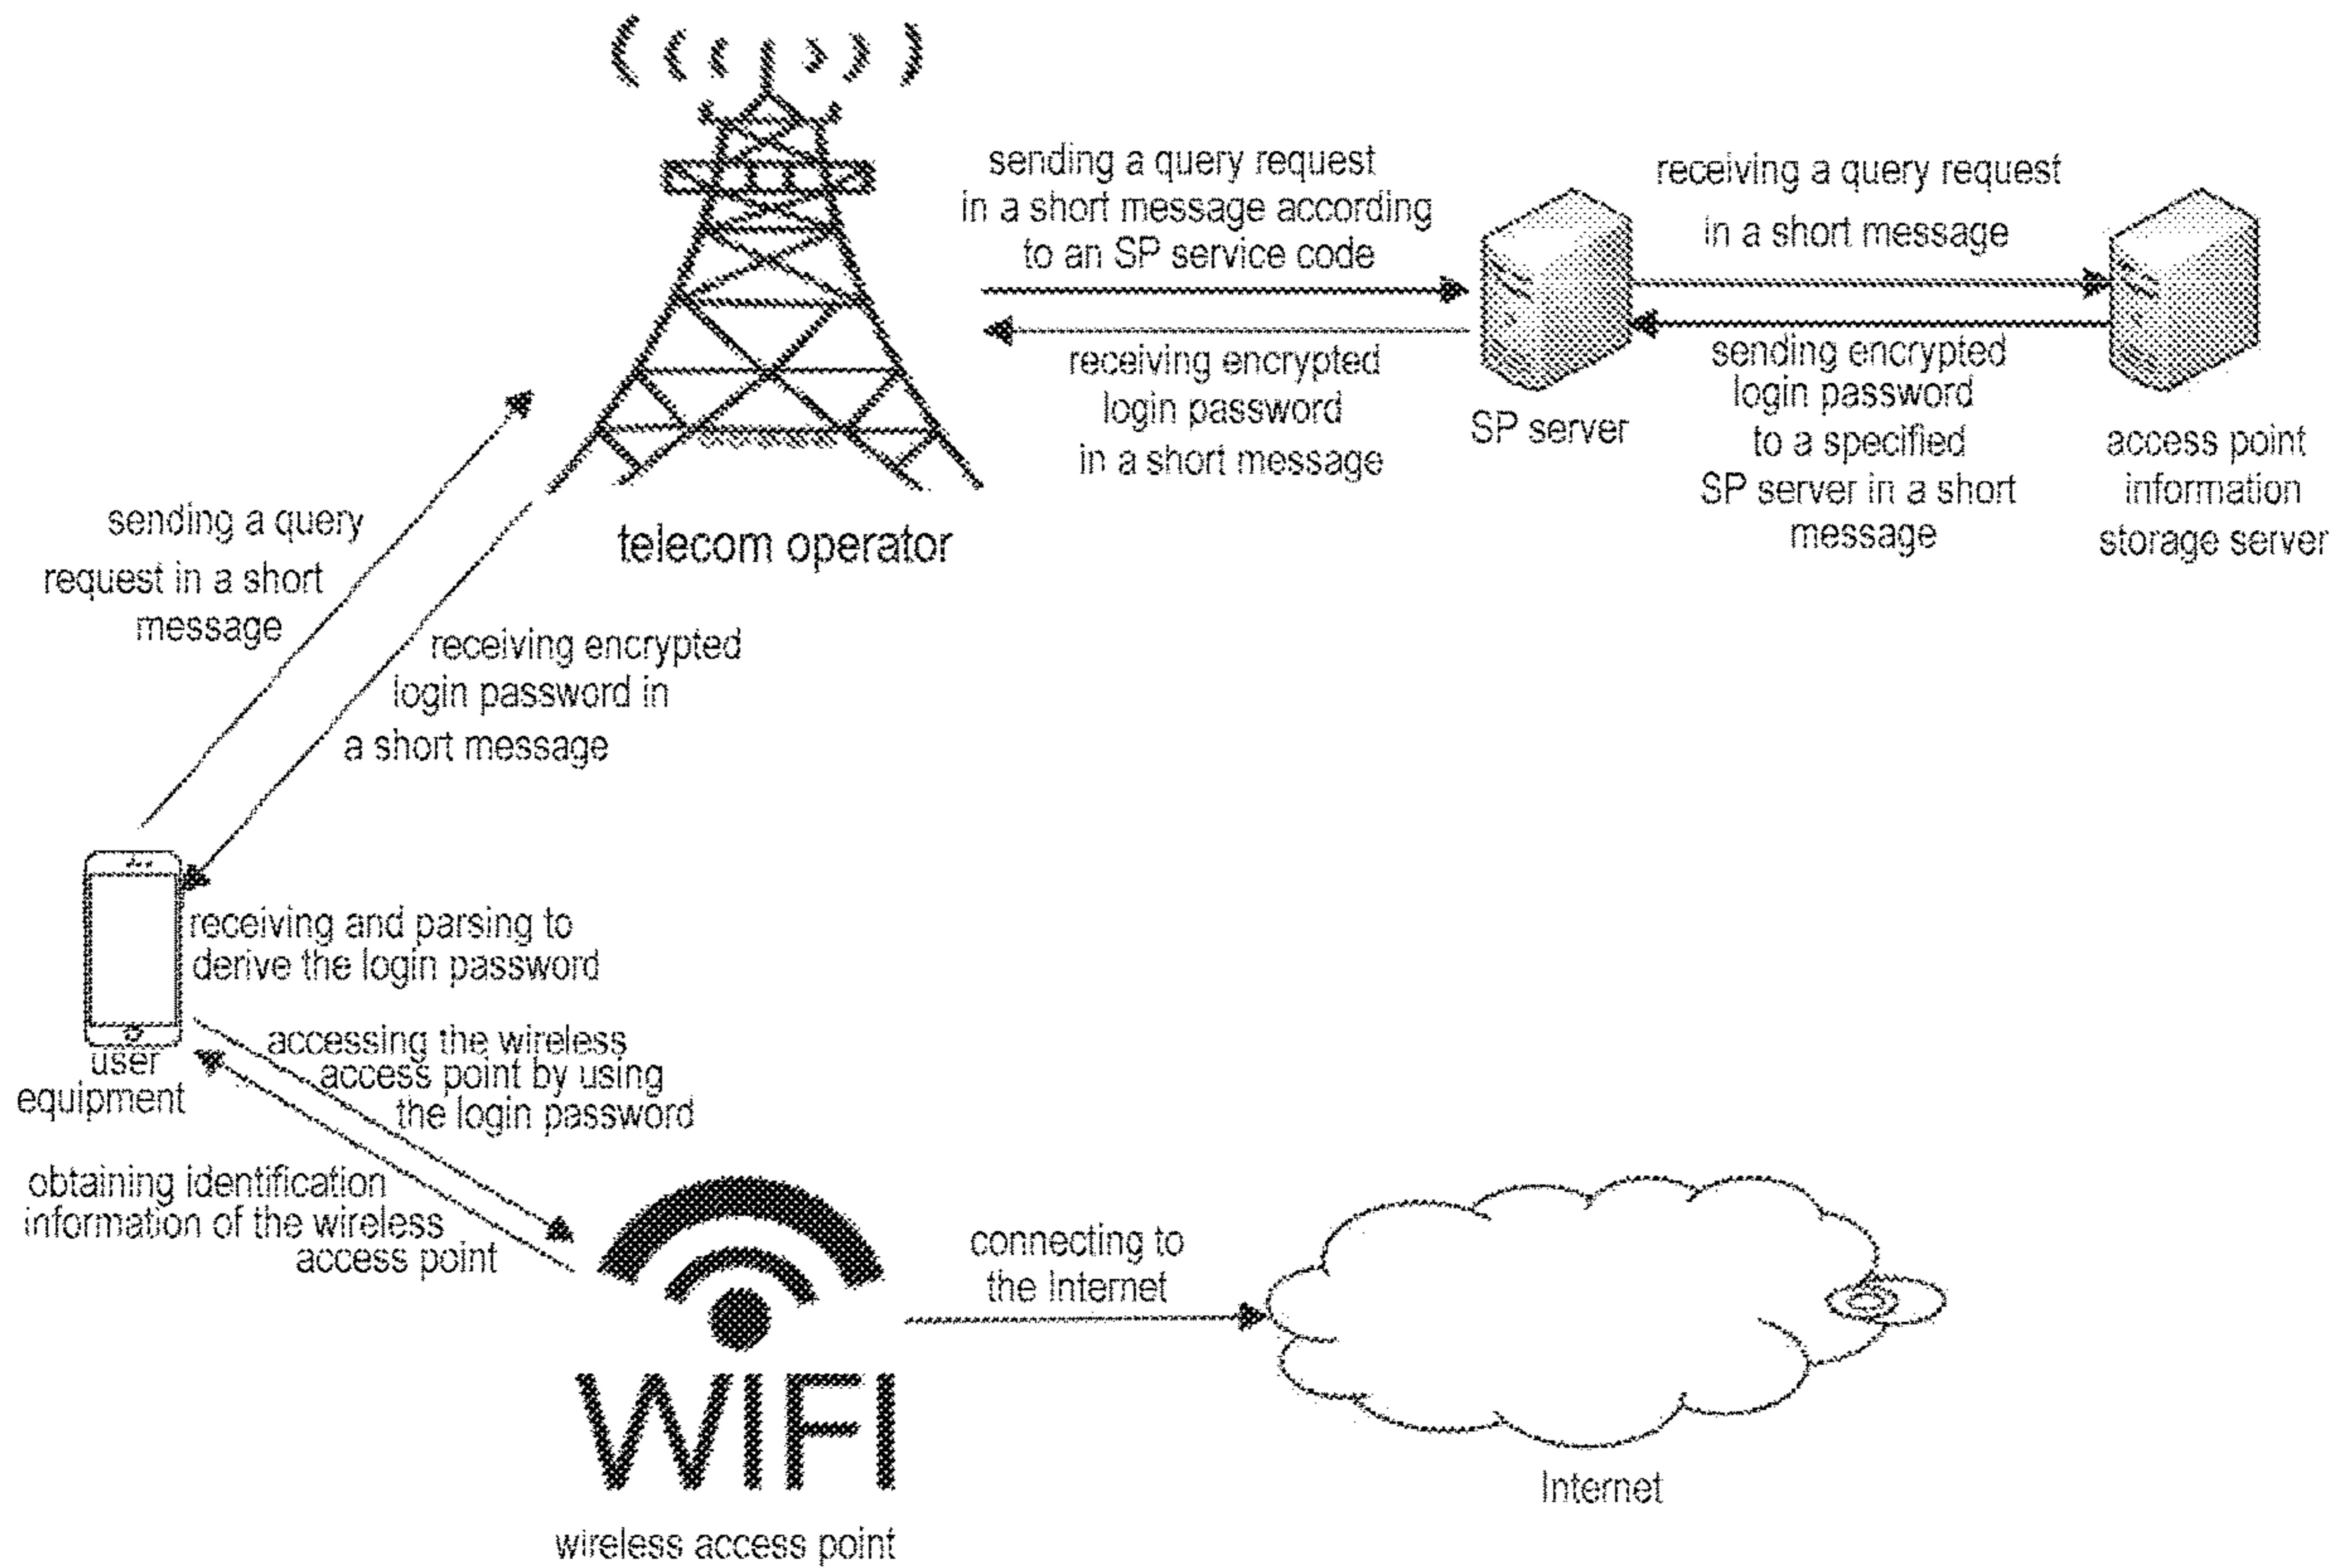 sending a query request
in a short message according
to an SP service code
receiving a query request
in a short message
receiving encrypted
login password
in a short message
SP server
sending encrypted
login password
to a specified
SP server in a short
message
access point
information
storage server
telecom operator
sending a query
request in a short
message
receiving encrypted
login password in
a short message
receiving and parsing to
derive the login password
user
equipment
accessing the wireless
access point by using
the login password
obtaining identification
information of the wireless
access point
connecting to
the Internet
WIFI
wireless access point
Internet